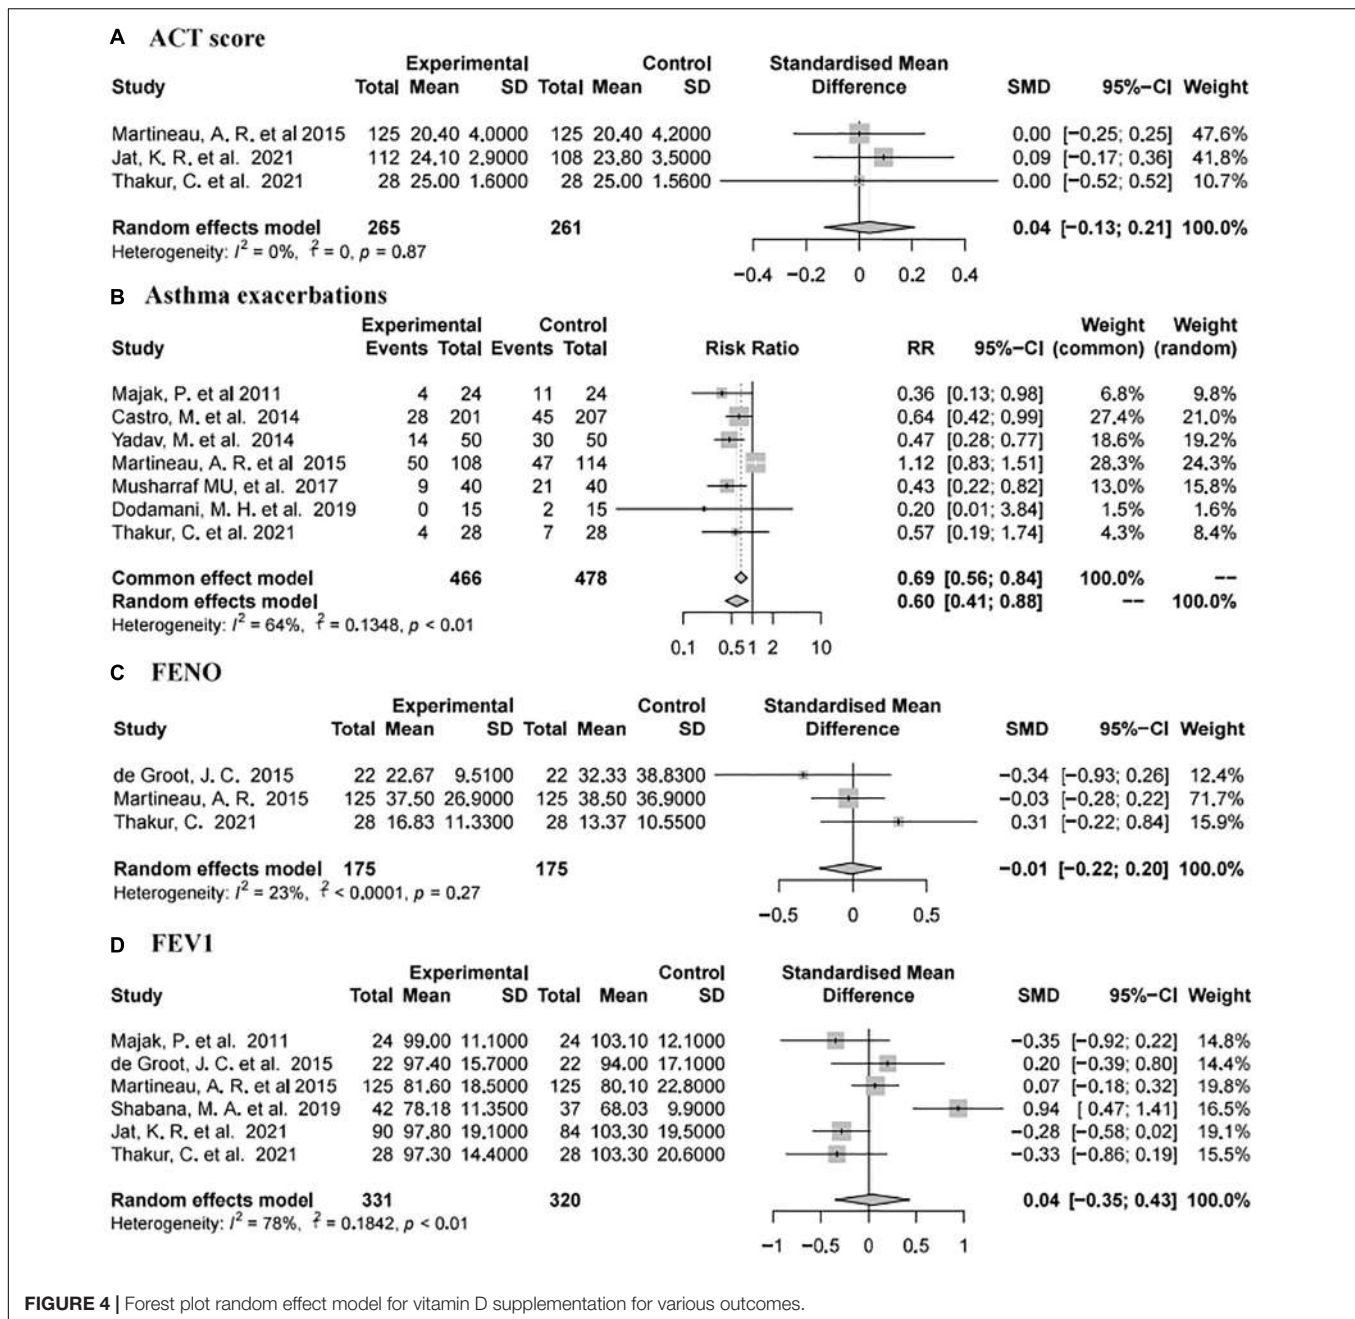 A ACT score
Experimental Control Standardised Mean
Study Total Mean SD Total Mean SD Difference SMD 95%−CI Weight
Martineau, A. R. et al 2015 125 20.40 4.0000 125 20.40 4.2000 0.00 [−0.25; 0.25] 47.6%
Jat, K. R. et al. 2021 112 24.10 2.9000 108 23.80 3.5000 0.09 [−0.17; 0.36] 41.8%
Thakur, C. et al. 2021 28 25.00 1.6000 28 25.00 1.5600 0.00 [−0.52; 0.52] 10.7%
Random effects model 265 261 0.04 [−0.13; 0.21] 100.0%
Heterogeneity: I² = 0%, τ² = 0, p = 0.87
−0.4 −0.2 0 0.2 0.4
B Asthma exacerbations
Experimental Control Weight Weight
Study Events Total Events Total Risk Ratio RR 95%−CI (common) (random)
Majak, P. et al 2011 4 24 11 24 0.36 [0.13; 0.98] 6.8% 9.8%
Castro, M. et al. 2014 28 201 45 207 0.64 [0.42; 0.99] 27.4% 21.0%
Yadav, M. et al. 2014 14 50 30 50 0.47 [0.28; 0.77] 18.6% 19.2%
Martineau, A. R. et al 2015 50 108 47 114 1.12 [0.83; 1.51] 28.3% 24.3%
Musharraf MU, et al. 2017 9 40 21 40 0.43 [0.22; 0.82] 13.0% 15.8%
Dodamani, M. H. et al. 2019 0 15 2 15 0.20 [0.01; 3.84] 1.5% 1.6%
Thakur, C. et al. 2021 4 28 7 28 0.57 [0.19; 1.74] 4.3% 8.4%
Common effect model 466 478 0.69 [0.56; 0.84] 100.0% −−
Random effects model 0.60 [0.41; 0.88] −− 100.0%
Heterogeneity: I² = 64%, τ² = 0.1348, p < 0.01
0.1 0.5 1 2 10
C FENO
Experimental Control Standardised Mean
Study Total Mean SD Total Mean SD Difference SMD 95%−CI Weight
de Groot, J. C. 2015 22 22.67 9.5100 22 32.33 38.8300 −0.34 [−0.93; 0.26] 12.4%
Martineau, A. R. 2015 125 37.50 26.9000 125 38.50 36.9000 −0.03 [−0.28; 0.22] 71.7%
Thakur, C. 2021 28 16.83 11.3300 28 13.37 10.5500 0.31 [−0.22; 0.84] 15.9%
Random effects model 175 175 −0.01 [−0.22; 0.20] 100.0%
Heterogeneity: I² = 23%, τ² < 0.0001, p = 0.27
−0.5 0 0.5
D FEV1
Experimental Control Standardised Mean
Study Total Mean SD Total Mean SD Difference SMD 95%−CI Weight
Majak, P. et al. 2011 24 99.00 11.1000 24 103.10 12.1000 −0.35 [−0.92; 0.22] 14.8%
de Groot, J. C. et al. 2015 22 97.40 15.7000 22 94.00 17.1000 0.20 [−0.39; 0.80] 14.4%
Martineau, A. R. et al 2015 125 81.60 18.5000 125 80.10 22.8000 0.07 [−0.18; 0.32] 19.8%
Shabana, M. A. et al. 2019 42 78.18 11.3500 37 68.03 9.9000 0.94 [ 0.47; 1.41] 16.5%
Jat, K. R. et al. 2021 90 97.80 19.1000 84 103.30 19.5000 −0.28 [−0.58; 0.02] 19.1%
Thakur, C. et al. 2021 28 97.30 14.4000 28 103.30 20.6000 −0.33 [−0.86; 0.19] 15.5%
Random effects model 331 320 0.04 [−0.35; 0.43] 100.0%
Heterogeneity: I² = 78%, τ² = 0.1842, p < 0.01
−1 −0.5 0 0.5 1
FIGURE 4 | Forest plot random effect model for vitamin D supplementation for various outcomes.